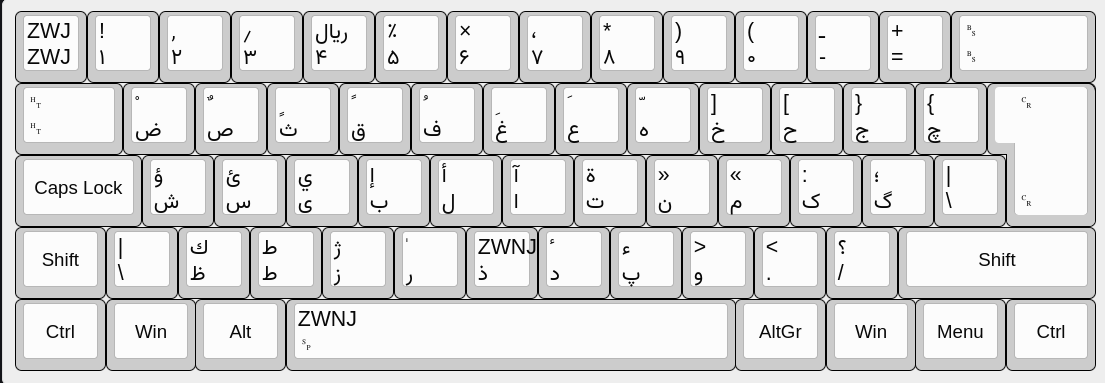 ZWJ ! ٬ ٫ ریال ٪ × ، * ) ( ـ + BS
ZWJ ۱ ۲ ۳ ۴ ۵ ۶ ۷ ۸ ۹ ۰ - = BS
HT ْ ٌ ٍ ً ُ ِ َ ّ ] [ } { CR
HT ض ص ث ق ف غ ع ه خ ح ج چ
ؤ ئ ي إ أ آ ة » « : ؛ |
Caps Lock
ش س ی ب ل ا ت ن م ک گ \ CR
| ك ط ژ ٰ ZWNJ ٔ ء > < ؟
Shift Shift
\ ظ ط ز ر ذ د پ و . /
ZWNJ
Ctrl Win Alt SP AltGr Win Menu Ctrl